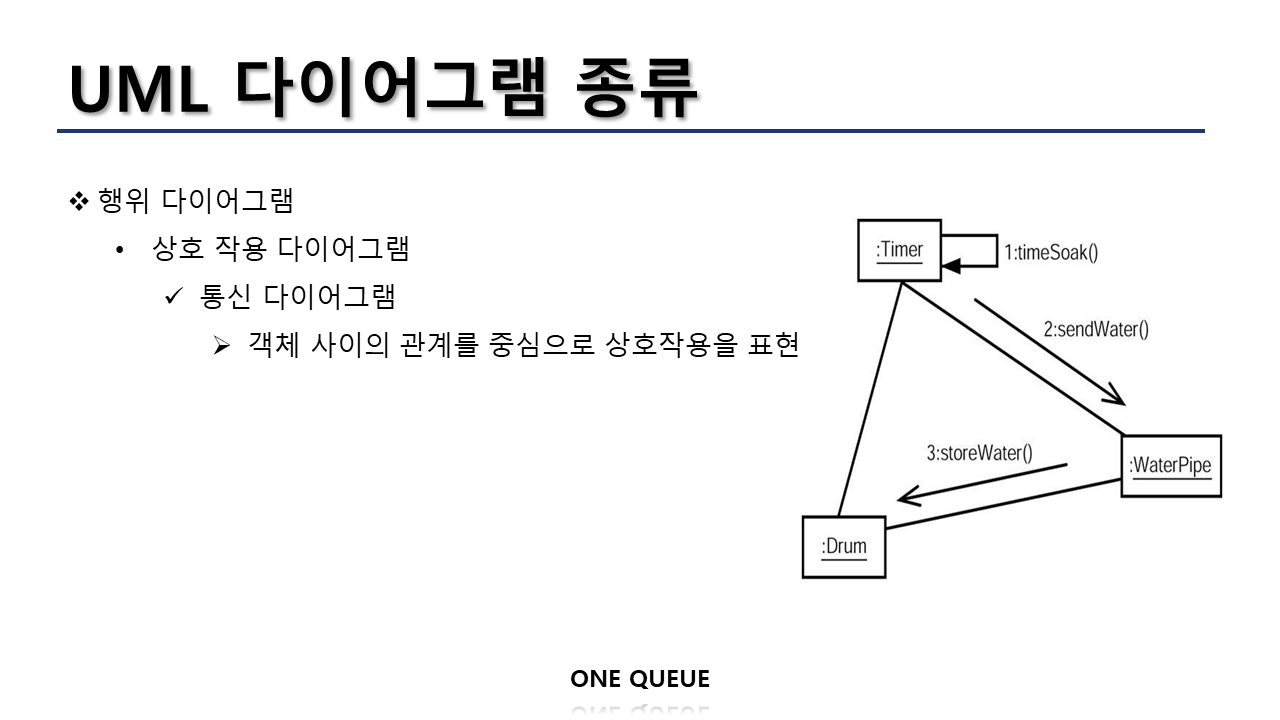 UML 다이어그램 종류
❖ 행위 다이어그램
• 상호 작용 다이어그램
✓ 통신 다이어그램
➢ 객체 사이의 관계를 중심으로 상호작용을 표현
:Timer
1:timeSoak()
2:sendWater()
3:storeWater()
:WaterPipe
:Drum
ONE QUEUE